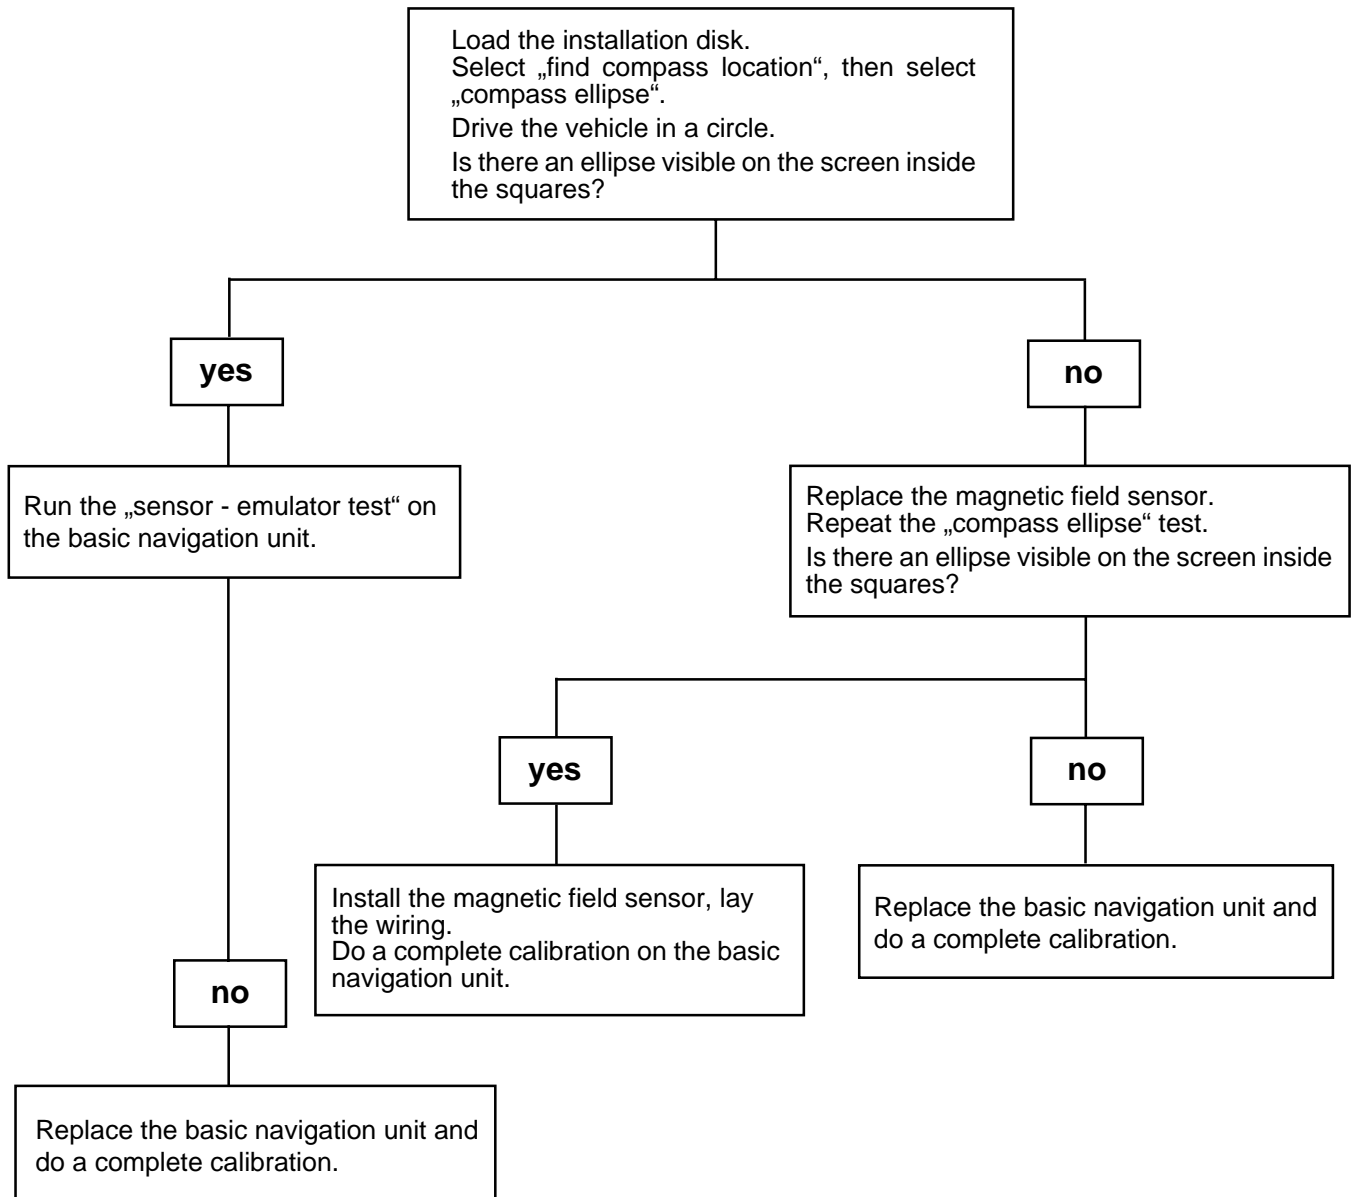 Load the installation disk.
Select „find compass location“, then select
„compass ellipse“.
Drive the vehicle in a circle.
Is there an ellipse visible on the screen inside
the squares?
yes
no
Run the „sensor - emulator test“ on
the basic navigation unit.
Replace the magnetic field sensor.
Repeat the „compass ellipse“ test.
Is there an ellipse visible on the screen inside
the squares?
yes
no
Install the magnetic field sensor, lay
the wiring.
Do a complete calibration on the basic
navigation unit.
Replace the basic navigation unit and
do a complete calibration.
no
Replace the basic navigation unit and
do a complete calibration.